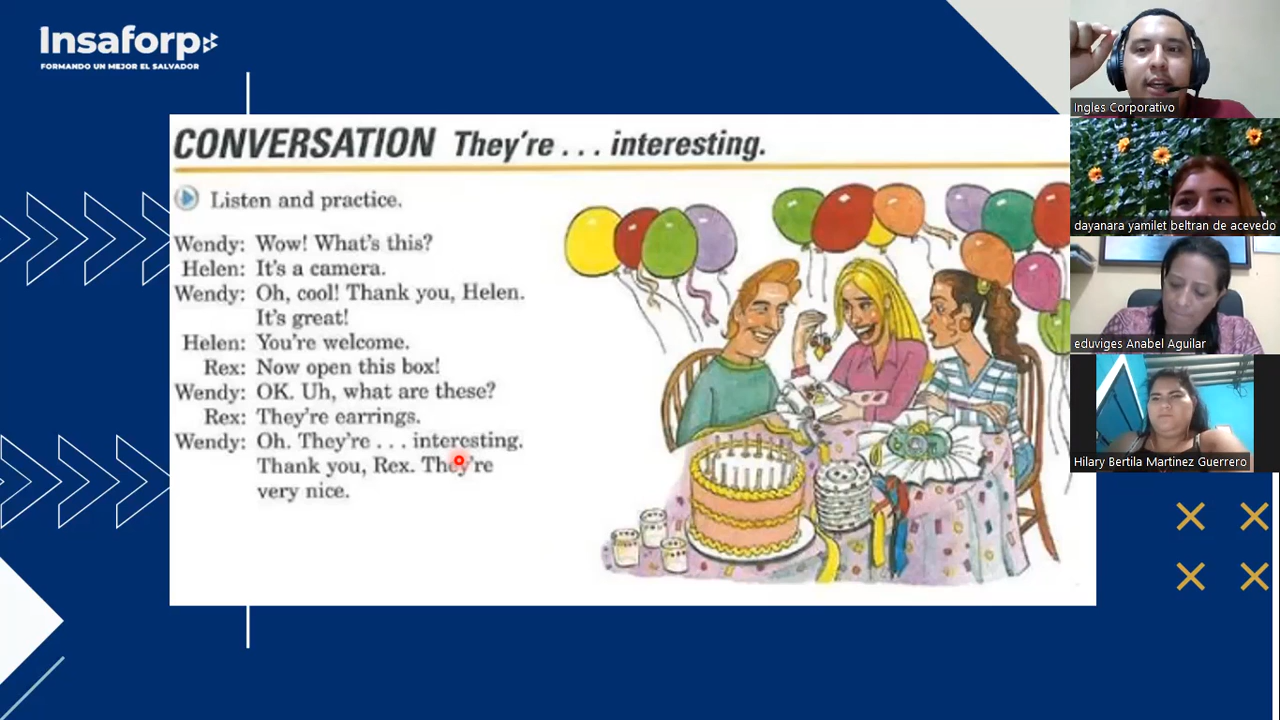 Insaforp
FORMANDO UN MEJOR EL SALVADOR
CONVERSATION They're . . . interesting.
Listen and practice.
Wendy: Wow! What's this?
Helen: It's a camera.
Wendy: Oh, cool! Thank you, Helen.
It's great!
Helen: You're welcome.
Rex: Now open this box!
Wendy: OK. Uh, what are these?
Rex: They're earrings.
Wendy: Oh. They're . . . interesting.
Thank you, Rex. They're
very nice.
Ingles Corporativo
dayanara yamilet beltran de acevedo
eduviges Anabel Aguilar
Hilary Bertila Martinez Guerrero